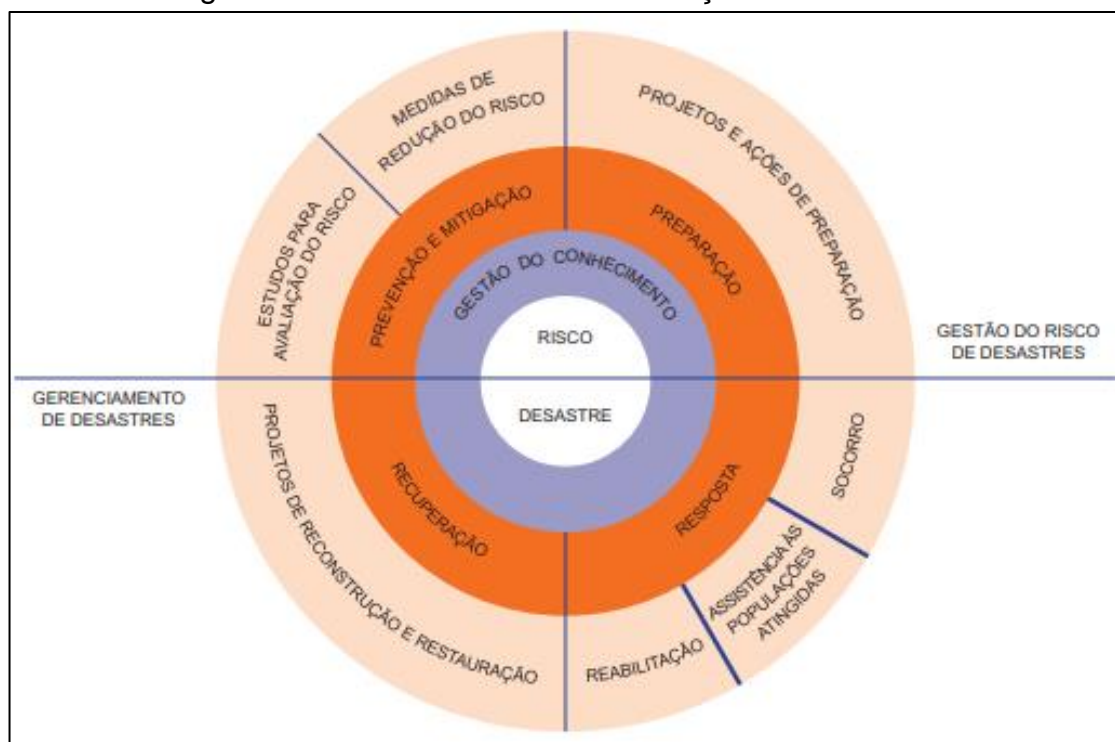 MEDIDAS DE
REDUÇÃO DO RISCO
PROJETOS E AÇÕES DE PREPARAÇÃO
ESTUDOS PARA
AVALIAÇÃO DO RISCO
PREVENÇÃO E MITIGAÇÃO
PREPARAÇÃO
GESTÃO DO CONHECIMENTO
RISCO
GESTÃO DO RISCO
DE DESASTRES
GERENCIAMENTO
DE DESASTRES
DESASTRE
PROJETOS DE RECONSTRUÇÃO E RESTAURAÇÃO
RECUPERAÇÃO
RESPOSTA
SOCORRO
ASSISTÊNCIA ÀS
POPULAÇÕES
ATINGIDAS
REABILITAÇÃO